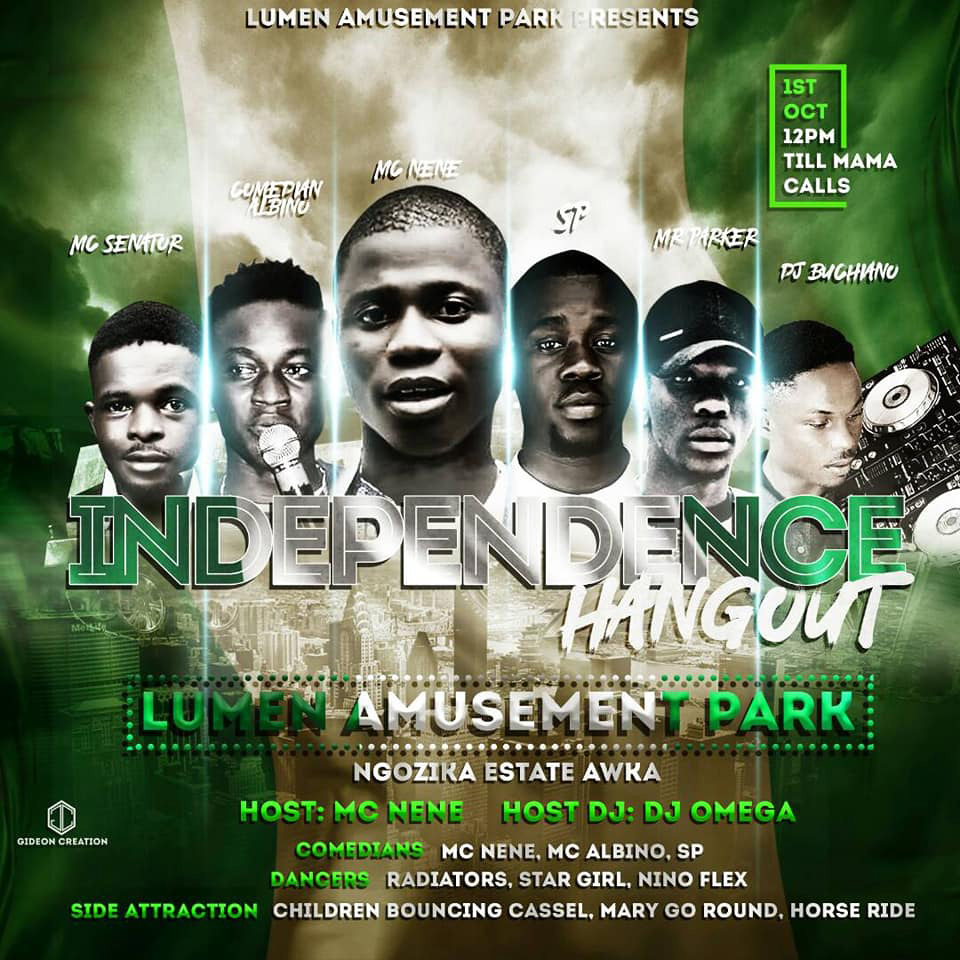 LUMEN AMUSEMENT PARK PRESENTS
1ST
OCT
12PM
TILL MAMA
CALLS
MC NENE
COMEDIAN
ALBINO
SP
MC SENATOR
MR PARKER
DJ BUCHIANO
INDEPENDENCE
HANGOUT
LUMEN AMUSEMENT PARK
NGOZIKA ESTATE AWKA
HOST: MC NENE HOST DJ: DJ OMEGA
GIDEON CREATION
COMEDIANS MC NENE, MC ALBINO, SP
DANCERS RADIATORS, STAR GIRL, NINO FLEX
SIDE ATTRACTION CHILDREN BOUNCING CASSEL, MARY GO ROUND, HORSE RIDE